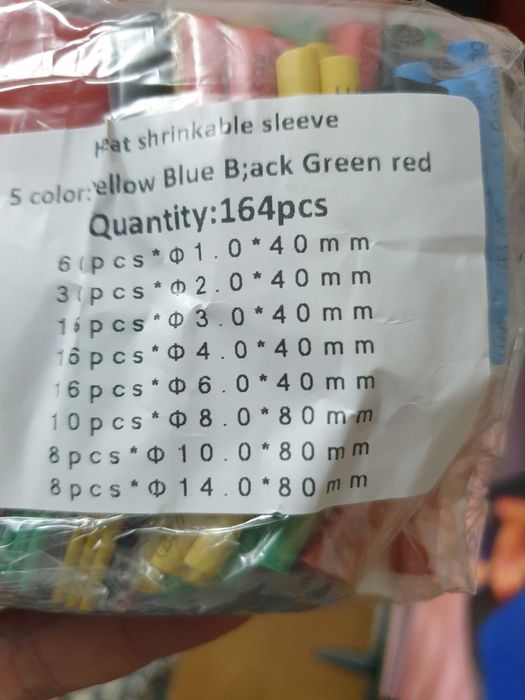 Heat shrinkable sleeve
5 color:Yellow Blue B;ack Green red
Quantity:164pcs
60pcs*Φ1.0*40mm
30pcs*Φ2.0*40mm
16pcs*Φ3.0*40mm
16pcs*Φ4.0*40mm
16pcs*Φ6.0*40mm
10pcs*Φ8.0*80mm
8pcs*Φ10.0*80mm
8pcs*Φ14.0*80mm